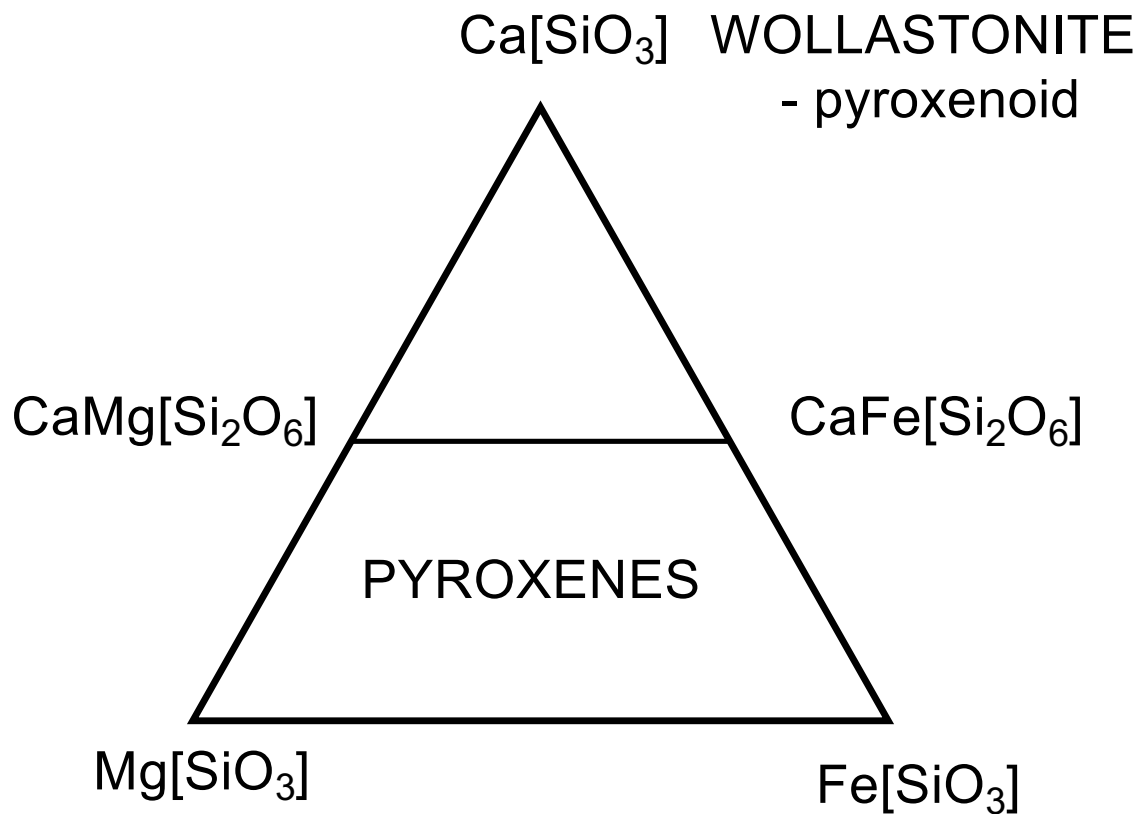 Ca[SiO₃] WOLLASTONITE
- pyroxenoid
CaMg[Si₂O₆] CaFe[Si₂O₆]
PYROXENES
Mg[SiO₃] Fe[SiO₃]